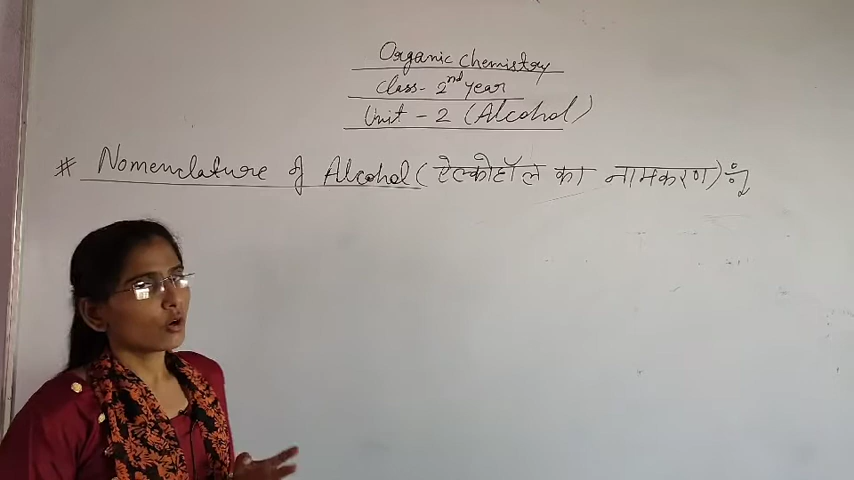 Organic chemistry
Class- 2nd year
Unit - 2 (Alcohol)
# Nomenclature of Alcohol (ऐल्कोहॉल का नामकरण)